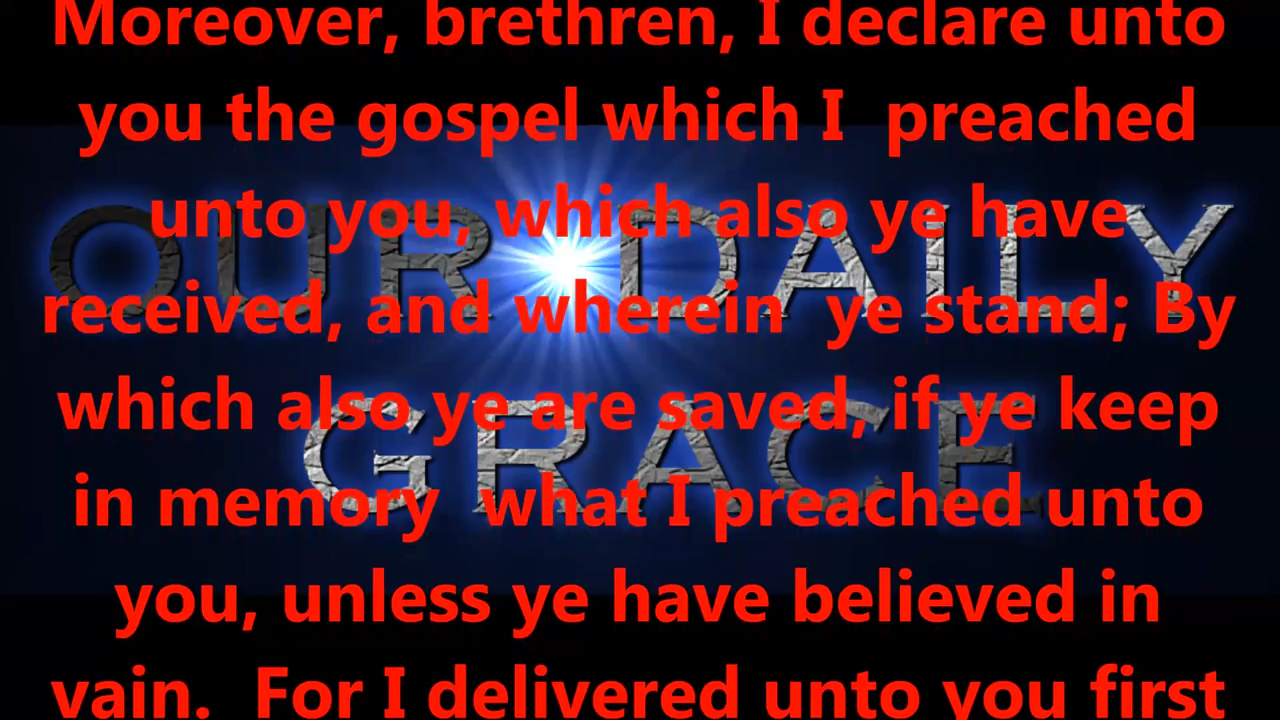 Moreover, brethren, I declare unto
you the gospel which I  preached
unto you, which also ye have
received, and wherein  ye stand; By
which also ye are saved, if ye keep
in memory  what I preached unto
you, unless ye have believed in
vain.  For I delivered unto you first
OUR DAILY
GRACE